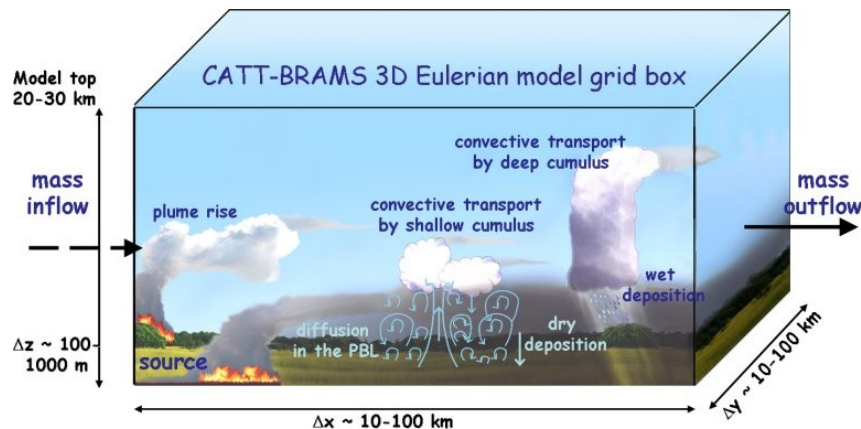 CATT-BRAMS 3D Eulerian model grid box
Model top
20-30 km
convective transport
by deep cumulus
mass
inflow
plume rise
convective transport
by shallow cumulus
mass
outflow
wet
deposition
diffusion
in the PBL
dry
deposition
Δz ~ 100
1000 m
source
Δy ~ 10-100 km
Δx ~ 10-100 km